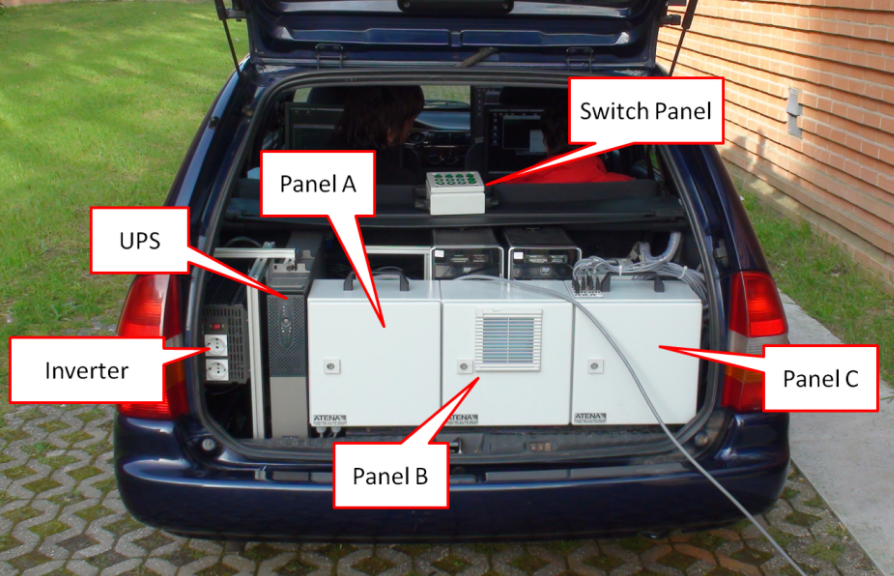 Switch Panel
Panel A
UPS
Inverter
Panel C
Panel B
ATENA
ATENA
ATENA